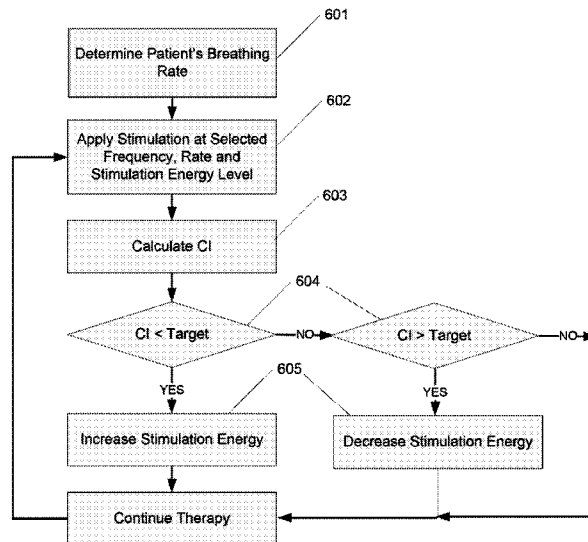 601
Determine Patient's Breathing
Rate
602
Apply Stimulation at Selected
Frequency, Rate and
Stimulation Energy Level
603
Calculate CI
604
CI < Target
NO
CI > Target
NO
YES
YES
605
Increase Stimulation Energy
Decrease Stimulation Energy
Continue Therapy